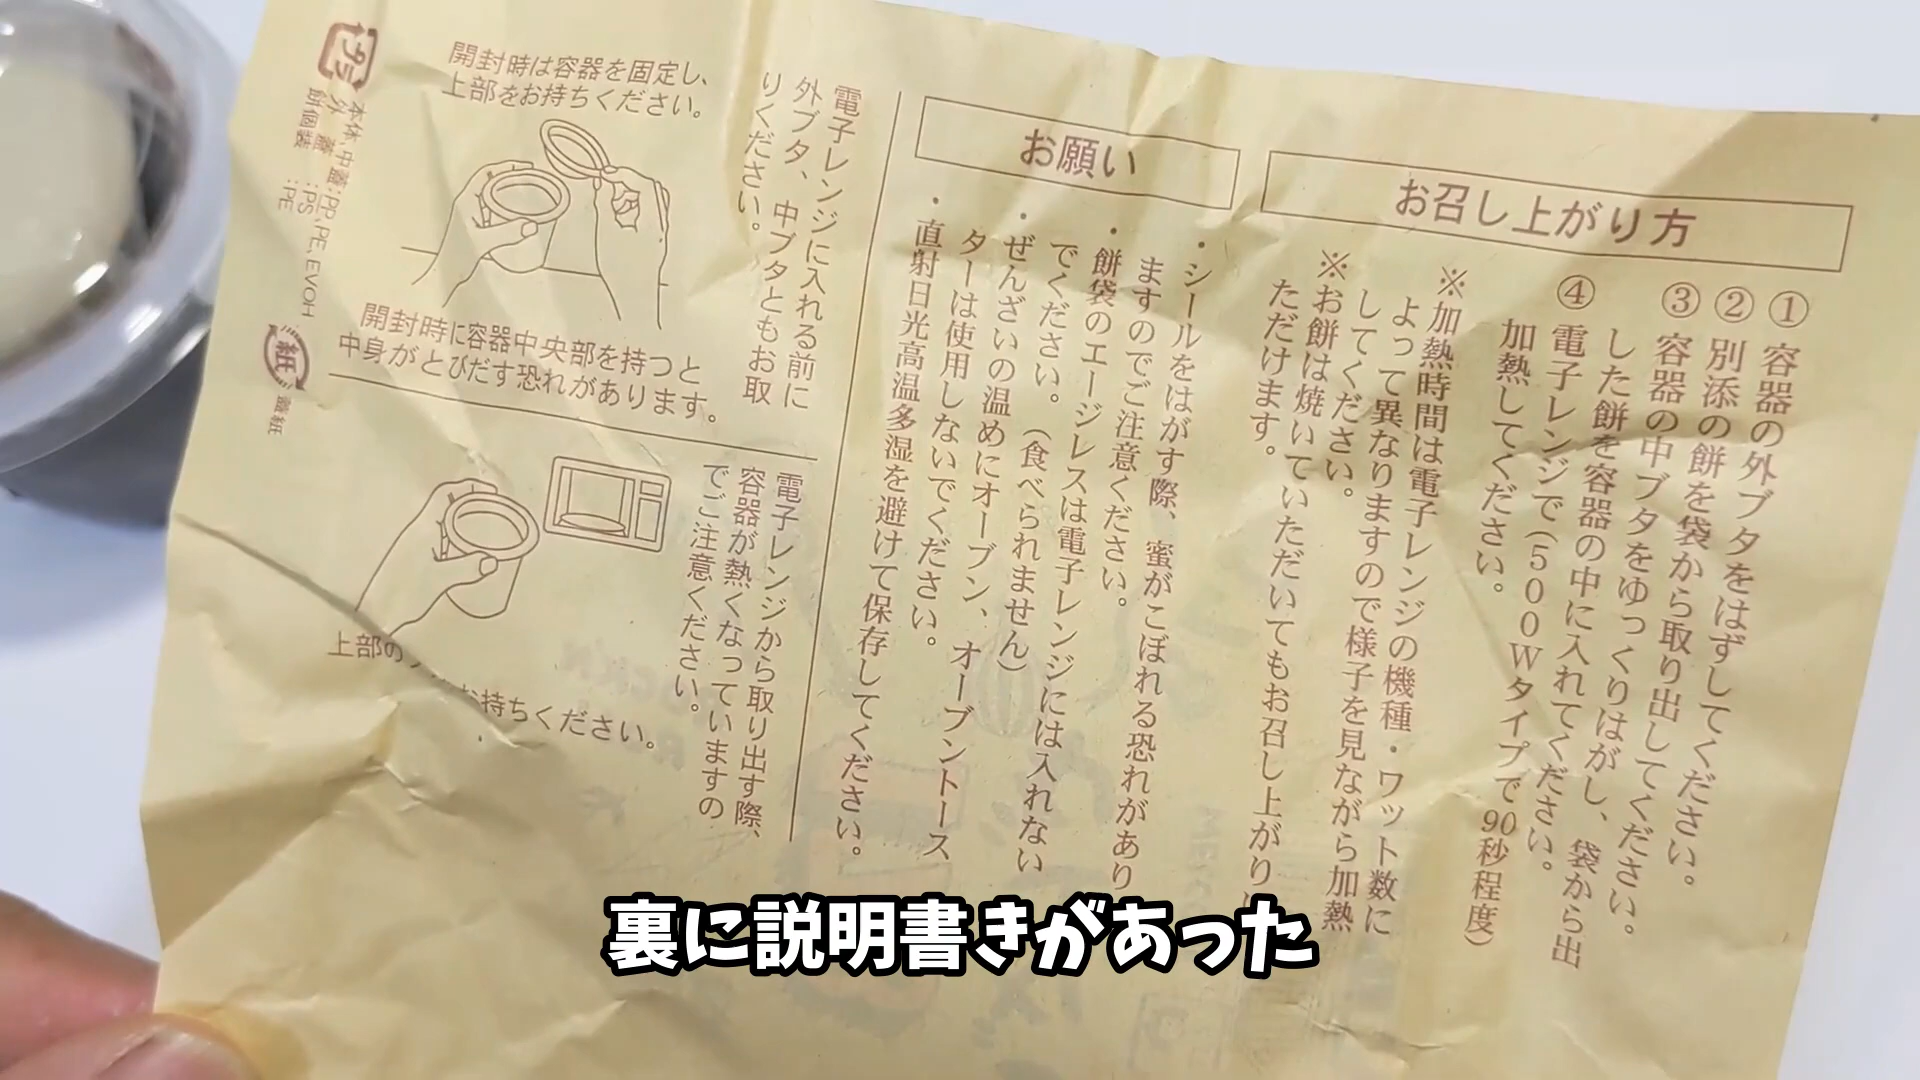 お召し上がり方
① 容器の外ブタをはずしてください。
② 別添の餅を袋から取り出してください。
③ 容器の中ブタをゆっくりはがし、袋から出
した餅を容器の中に入れてください。
④ 電子レンジで(500Wタイプで90秒程度)
加熱してください。
※加熱時間は電子レンジの機種・ワット数に
よって異なりますので様子を見ながら加熱
してください。
※お餅は焼いていただいてもお召し上がりい
ただけます。
お願い
・シールをはがす際、蜜がこぼれる恐れがあり
ますのでご注意ください。
・餅袋のエージレスは電子レンジには入れない
でください。(食べられません)
・ぜんざいの温めにオーブン、オーブントース
ターは使用しないでください。
・直射日光高温多湿を避けて保存してください。
電子レンジに入れる前に
外ブタ、中ブタともお取
りください。
開封時は容器を固定し、
上部をお持ちください。
開封時に容器中央部を持つと
中身がとびだす恐れがあります。
電子レンジから取り出す際、
容器が熱くなっていますの
でご注意ください。
上部の
お持ちください。
プラ
本体、中蓋:PP、PE、EVOH
外蓋:PS
餅個装:PE
紙
裏に説明書きがあった